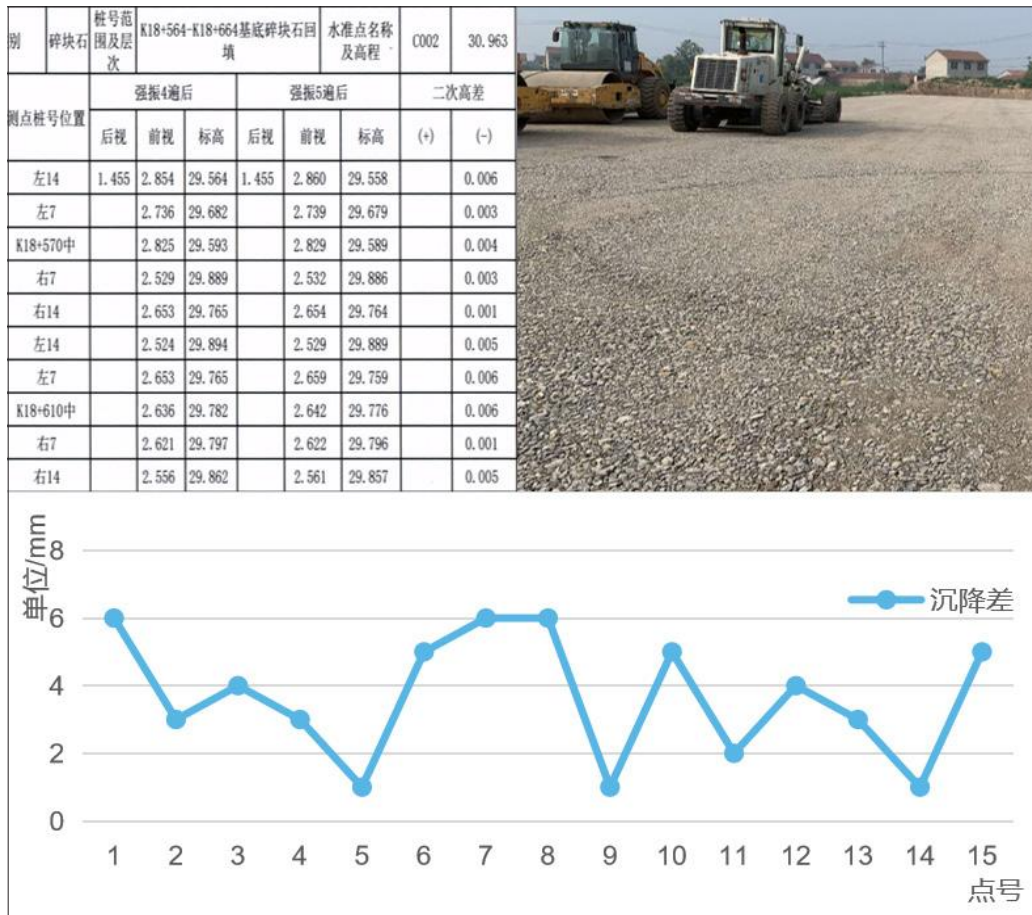 别 碎块石 桩号范围及层次 K18+564-K18+664基底碎块石回填 水准点名称及高程 C002 30.963
测点桩号位置 强振4遍后 强振5遍后 二次高差
后视 前视 标高 后视 前视 标高 (+) (-)
左14 1.455 2.854 29.564 1.455 2.860 29.558 0.006
左7 2.736 29.682 2.739 29.679 0.003
K18+570中 2.825 29.593 2.829 29.589 0.004
右7 2.529 29.889 2.532 29.886 0.003
右14 2.653 29.765 2.654 29.764 0.001
左14 2.524 29.894 2.529 29.889 0.005
左7 2.653 29.765 2.659 29.759 0.006
K18+610中 2.636 29.782 2.642 29.776 0.006
右7 2.621 29.797 2.622 29.796 0.001
右14 2.556 29.862 2.561 29.857 0.005
单位/mm
8
6
4
2
0
沉降差
1 2 3 4 5 6 7 8 9 10 11 12 13 14 15
点号